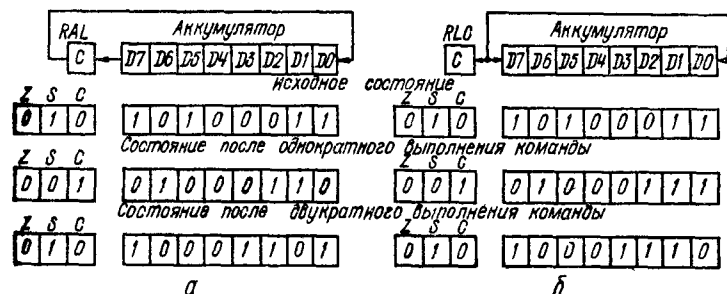 RAL Аккумулятор RLC Аккумулятор
C D7 D6 D5 D4 D3 D2 D1 D0 C D7 D6 D5 D4 D3 D2 D1 D0
исходное состояние
Z S C Z S C
0 1 0 1 0 1 0 0 0 1 1 0 1 0 1 0 1 0 0 0 1 1
Состояние после однократного выполнения команды
Z S C Z S C
0 0 1 0 1 0 0 0 1 1 0 0 0 1 0 1 0 0 0 1 1 1
Состояние после двукратного выполнения команды
Z S C Z S C
0 1 0 1 0 0 0 1 1 0 1 0 1 0 1 0 0 0 1 1 1 0
а б